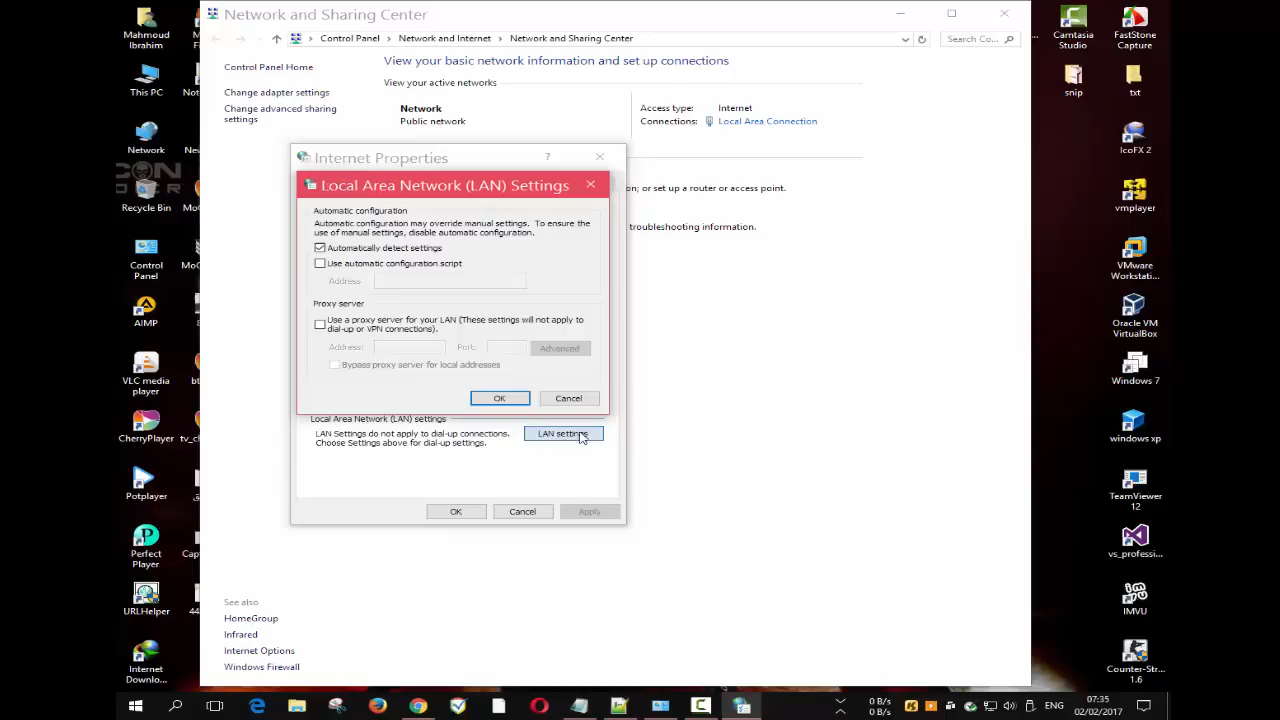 Network and Sharing Center
Control Panel
Network and Internet
Network and Sharing Center
Search Co...
Control Panel Home
Change adapter settings
Change advanced sharing
settings
View your basic network information and set up connections
View your active networks
Network
Public network
Access type:
Internet
Connections:
Local Area Connection
on; or set up a router or access point.
troubleshooting information.
Internet Properties
?
Local Area Network (LAN) Settings
Automatic configuration
Automatic configuration may override manual settings. To ensure the
use of manual settings, disable automatic configuration.
Automatically detect settings
Use automatic configuration script
Address
Proxy server
Use a proxy server for your LAN (These settings will not apply to
dial-up or VPN connections).
Address:
Port:
Advanced
Bypass proxy server for local addresses
OK
Cancel
Local Area Network (LAN) settings
LAN Settings do not apply to dial-up connections.
Choose Settings above for dial-up settings.
LAN settings
OK
Cancel
Apply
See also
HomeGroup
Infrared
Internet Options
Windows Firewall
Mahmoud
Ibrahim
This PC
Network
Recycle Bin
Control
Panel
AIMP
VLC media
player
CherryPlayer
Potplayer
Perfect
Player
URLHelper
Internet
Downlo...
Camtasia
Studio
FastStone
Capture
snip
txt
IcoFX 2
vmplayer
VMware
Workstati...
Oracle VM
VirtualBox
Windows 7
windows xp
TeamViewer
12
vs_professi...
IMVU
Counter-Str...
1.6
0 B/s
0 B/s
ENG
07:35
02/02/2017